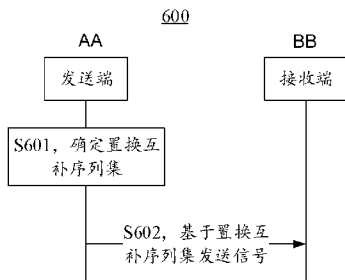 600
AA
BB
发送端
接收端
S601，确定置换互
补序列集
S602，基于置换互
补序列集发送信号